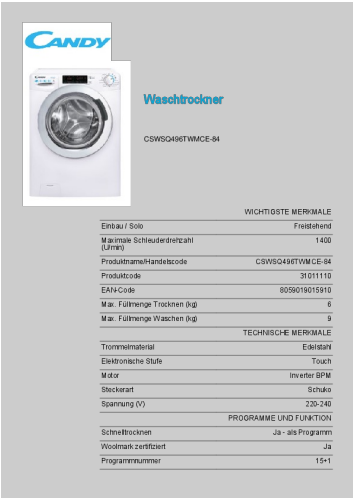 CANDY
Waschtrockner
CSWSQ496TWMCE-84
WICHTIGSTE MERKMALE
Einbau / Solo Freistehend
Maximale Schleuderdrehzahl 1400
(U/min)
Produktname/Handelscode CSWSQ496TWMCE-84
Produktcode 31011110
EAN-Code 8059019015910
Max. Füllmenge Trocknen (kg) 6
Max. Füllmenge Waschen (kg) 9
TECHNISCHE MERKMALE
Trommelmaterial Edelstahl
Elektronische Stufe Touch
Motor Inverter BPM
Steckerart Schuko
Spannung (V) 220-240
PROGRAMME UND FUNKTION
Schnelltrocknen Ja - als Programm
Woolmark zertifiziert Ja
Programmnummer 15+1